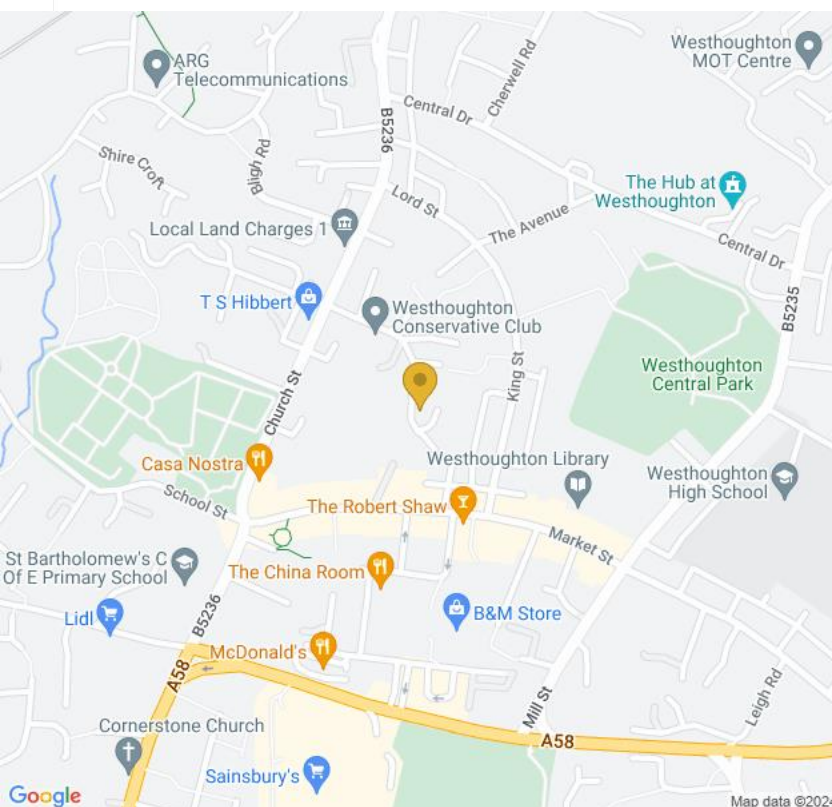 ARG
Telecommunications
Westhoughton
MOT Centre
Cherwell Rd
Central Dr
B5236
Shire Croft
Bligh Rd
The Hub at
Westhoughton
Lord St
The Avenue
Local Land Charges 1
Central Dr
T S Hibbert
Westhoughton
Conservative Club
B5235
King St
Westhoughton
Central Park
Church St
Casa Nostra
Westhoughton Library
Westhoughton
High School
School St
The Robert Shaw
Market St
St Bartholomew's C
Of E Primary School
The China Room
Lidl
B&M Store
B5236
McDonald's
A58
Leigh Rd
Mill St
Cornerstone Church
A58
Sainsbury's
Google
Map data ©2024